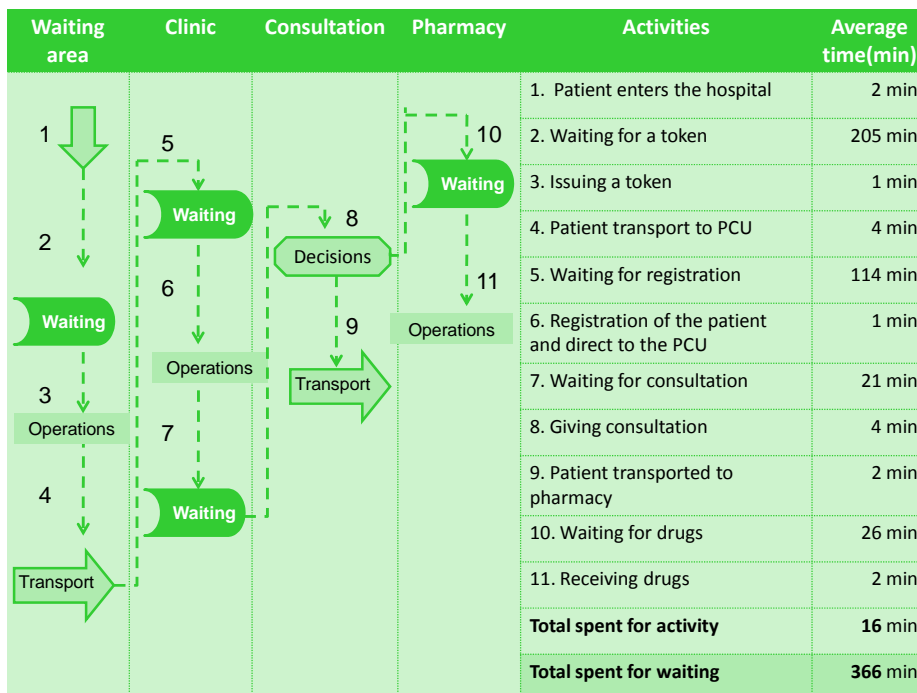 Waiting area
Clinic
Consultation
Pharmacy
Activities
Average time(min)
1
2
Waiting
3
Operations
4
Transport
5
Waiting
6
Operations
7
Waiting
8
Decisions
9
Transport
10
Waiting
11
Operations
1. Patient enters the hospital
2 min
2. Waiting for a token
205 min
3. Issuing a token
1 min
4. Patient transport to PCU
4 min
5. Waiting for registration
114 min
6. Registration of the patient
and direct to the PCU
1 min
7. Waiting for consultation
21 min
8. Giving consultation
4 min
9. Patient transported to
pharmacy
2 min
10. Waiting for drugs
26 min
11. Receiving drugs
2 min
Total spent for activity
16 min
Total spent for waiting
366 min